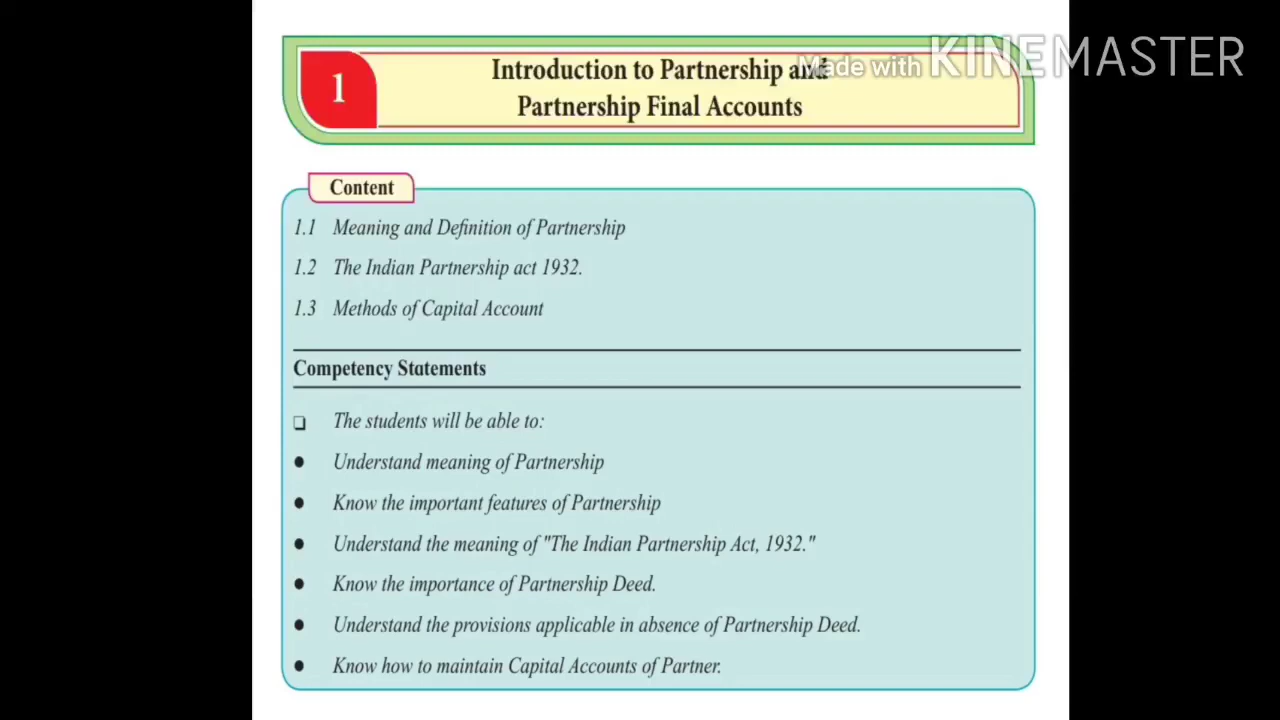 1
Introduction to Partnership and
Made with KINEMASTER
Partnership Final Accounts
Content
1.1 Meaning and Definition of Partnership
1.2 The Indian Partnership act 1932.
1.3 Methods of Capital Account
Competency Statements
❑ The students will be able to:
● Understand meaning of Partnership
● Know the important features of Partnership
● Understand the meaning of "The Indian Partnership Act, 1932."
● Know the importance of Partnership Deed.
● Understand the provisions applicable in absence of Partnership Deed.
● Know how to maintain Capital Accounts of Partner.